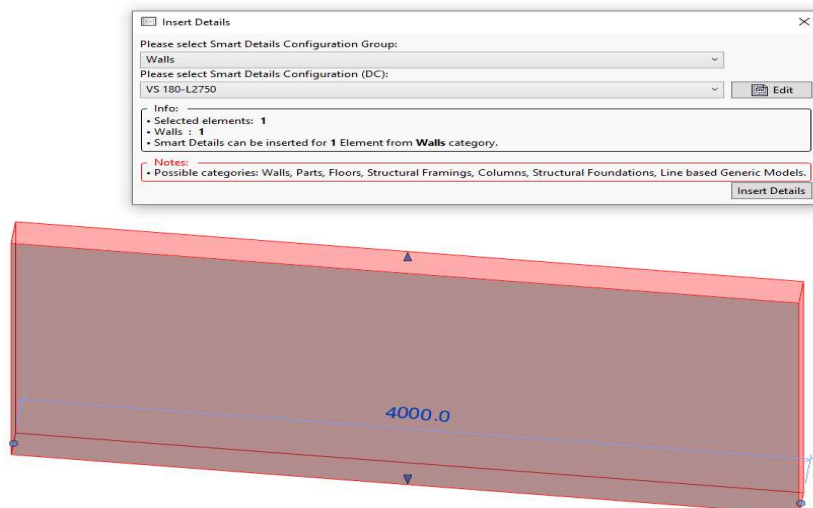 Insert Details
Please select Smart Details Configuration Group:
Walls
Please select Smart Details Configuration (DC):
VS 180-L2750
Edit
Info:
• Selected elements: 1
• Walls : 1
• Smart Details can be inserted for 1 Element from Walls category.
Notes:
• Possible categories: Walls, Parts, Floors, Structural Framings, Columns, Structural Foundations, Line based Generic Models.
Insert Details
4000.0